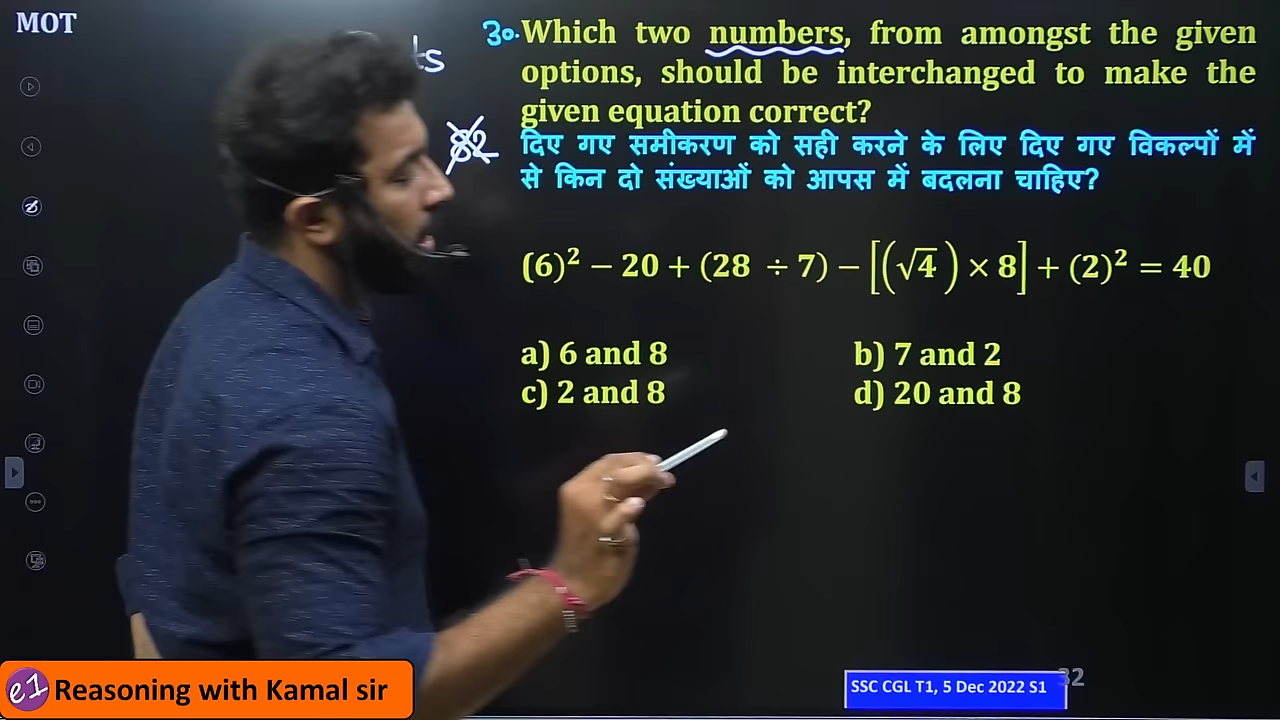 MOT
30. Which two numbers, from amongst the given
options, should be interchanged to make the
given equation correct?
82
दिए गए समीकरण को सही करने के लिए दिए गए विकल्पों में
से किन दो संख्याओं को आपस में बदलना चाहिए?
(6)² − 20 + (28 ÷ 7) − [(√4) × 8] + (2)² = 40
a) 6 and 8
b) 7 and 2
c) 2 and 8
d) 20 and 8
e1 Reasoning with Kamal sir
SSC CGL T1, 5 Dec 2022 S1
32